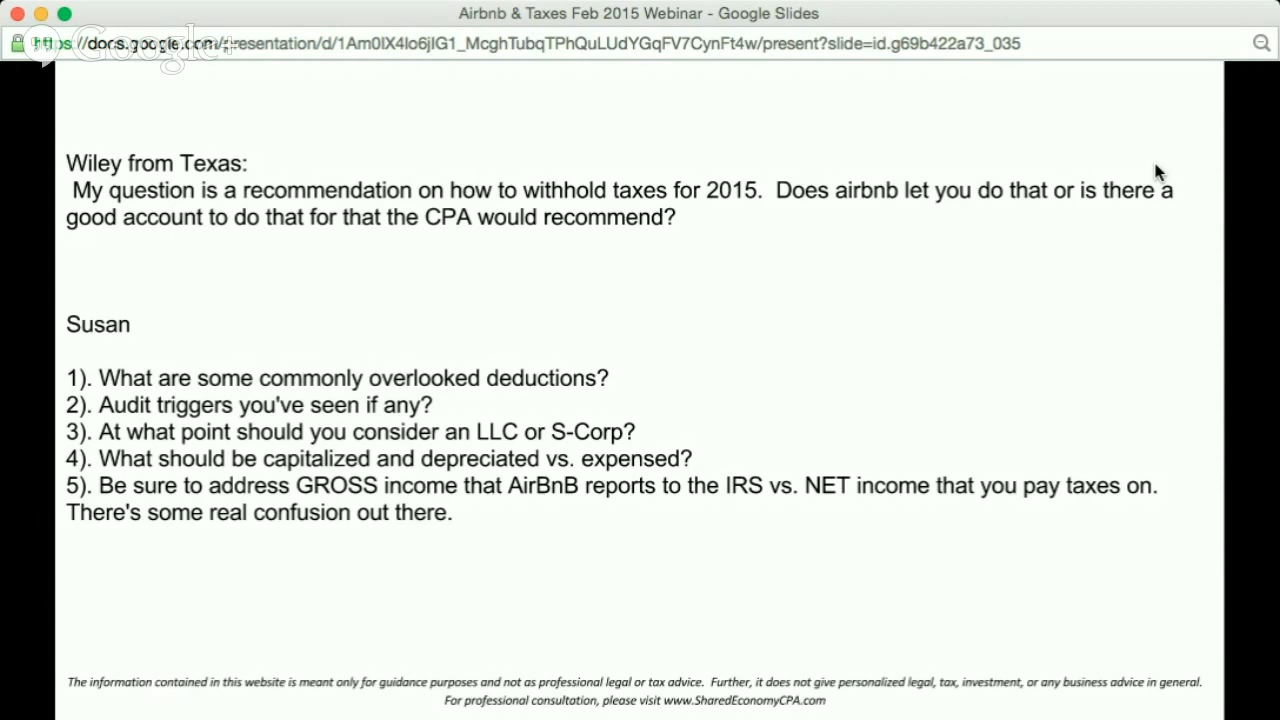 Airbnb & Taxes Feb 2015 Webinar - Google Slides
Google+
https://docs.google.com/presentation/d/1Am0lX4lo6jlG1_McghTubqTPhQuLUdYGqFV7CynFt4w/present?slide=id.g69b422a73_035
Wiley from Texas:
My question is a recommendation on how to withhold taxes for 2015.  Does airbnb let you do that or is there a
good account to do that for that the CPA would recommend?
Susan
1). What are some commonly overlooked deductions?
2). Audit triggers you've seen if any?
3). At what point should you consider an LLC or S-Corp?
4). What should be capitalized and depreciated vs. expensed?
5). Be sure to address GROSS income that AirBnB reports to the IRS vs. NET income that you pay taxes on.
There's some real confusion out there.
The information contained in this website is meant only for guidance purposes and not as professional legal or tax advice.  Further, it does not give personalized legal, tax, investment, or any business advice in general.
For professional consultation, please visit www.SharedEconomyCPA.com